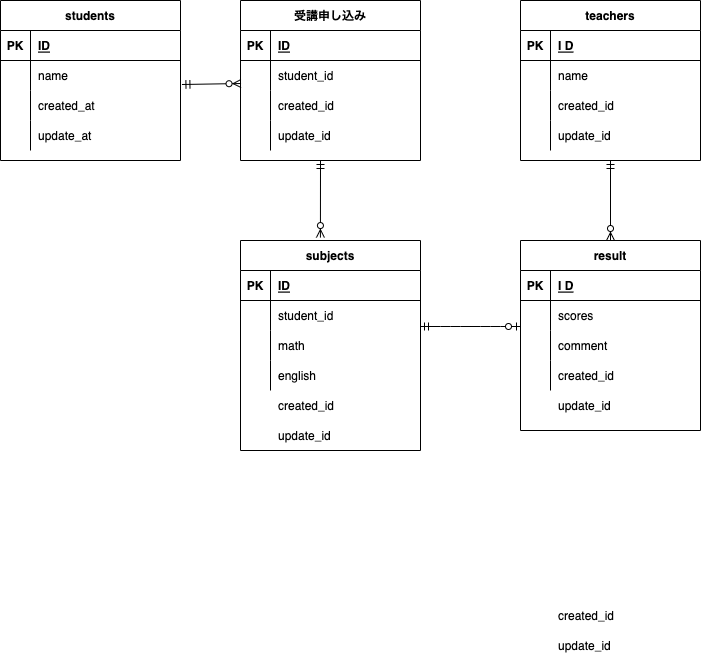 students
PK ID
name
created_at
update_at
受講申し込み
PK ID
student_id
created_id
update_id
teachers
PK I D
name
created_id
update_id
subjects
PK ID
student_id
math
english
created_id
update_id
result
PK I D
scores
comment
created_id
update_id
created_id
update_id